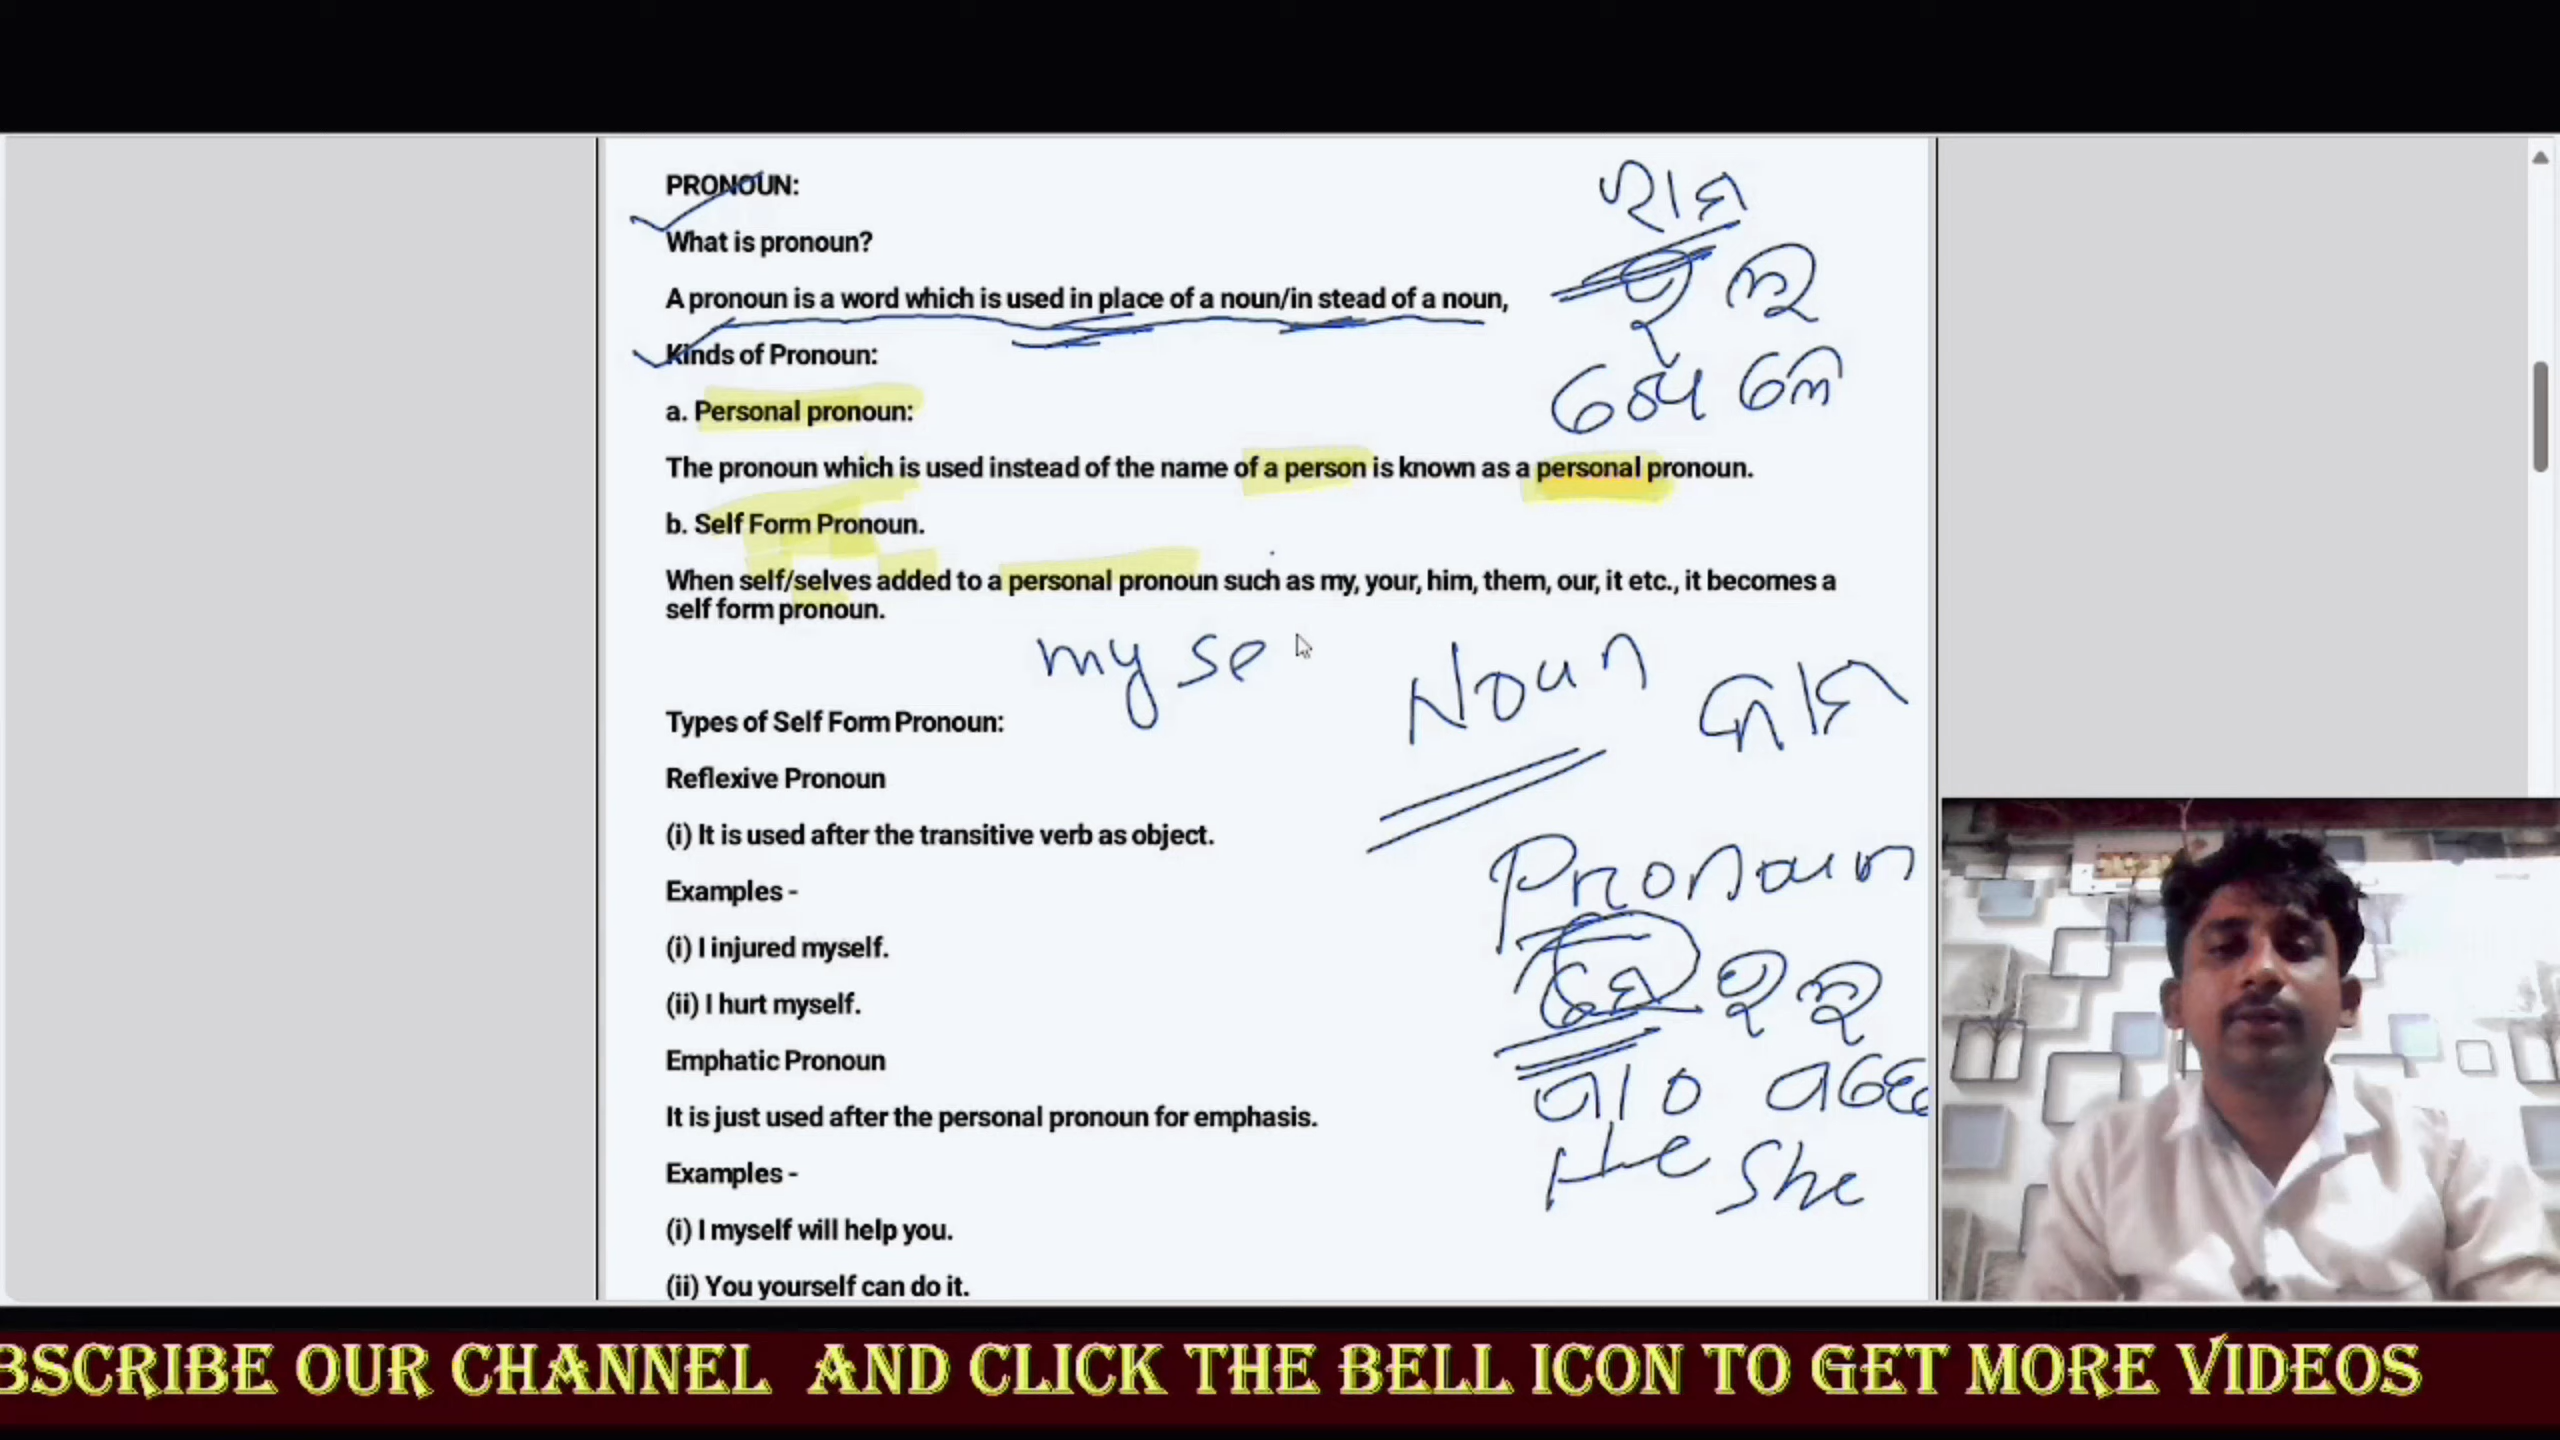 PRONOUN:
What is pronoun?
A pronoun is a word which is used in place of a noun/in stead of a noun,
Kinds of Pronoun:
a. Personal pronoun:
The pronoun which is used instead of the name of a person is known as a personal pronoun.
b. Self Form Pronoun.
When self/selves added to a personal pronoun such as my, your, him, them, our, it etc., it becomes a
self form pronoun.
my se
Noun ନାମ
Types of Self Form Pronoun:
Reflexive Pronoun
(i) It is used after the transitive verb as object.
Pronoun
Examples -
(i) I injured myself.
(ii) I hurt myself.
Emphatic Pronoun
It is just used after the personal pronoun for emphasis.
He She
Examples -
(i) I myself will help you.
(ii) You yourself can do it.
BSCRIBE OUR CHANNEL AND CLICK THE BELL ICON TO GET MORE VIDEOS